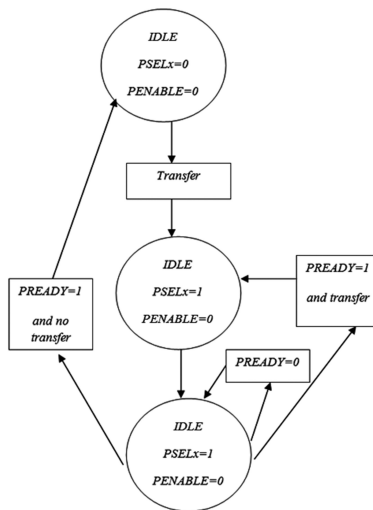 IDLE
PSELx=0
PENABLE=0
Transfer
IDLE
PSELx=1
PENABLE=0
PREADY=1
and transfer
PREADY=1
and no
transfer
PREADY=0
IDLE
PSELx=1
PENABLE=0